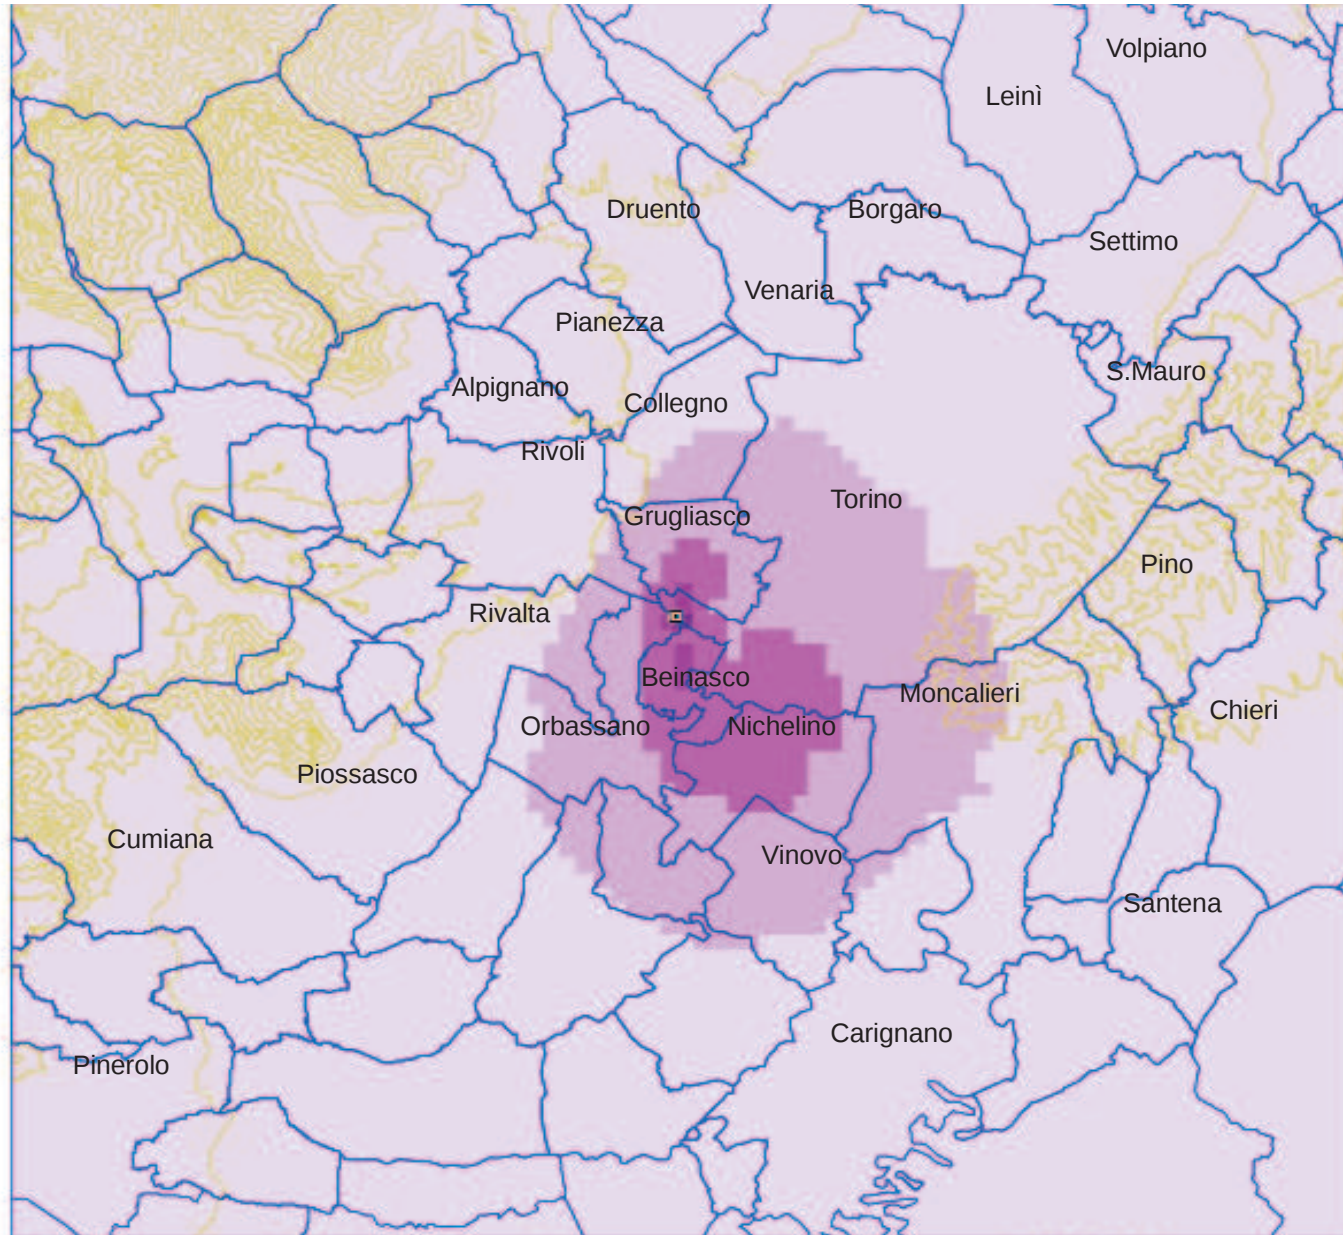 Volpiano
Leinì
Druento
Borgaro
Settimo
Venaria
Pianezza
S.Mauro
Alpignano
Collegno
Rivoli
Torino
Grugliasco
Pino
Rivalta
Beinasco
Moncalieri
Chieri
Orbassano
Nichelino
Piossasco
Cumiana
Vinovo
Santena
Carignano
Pinerolo